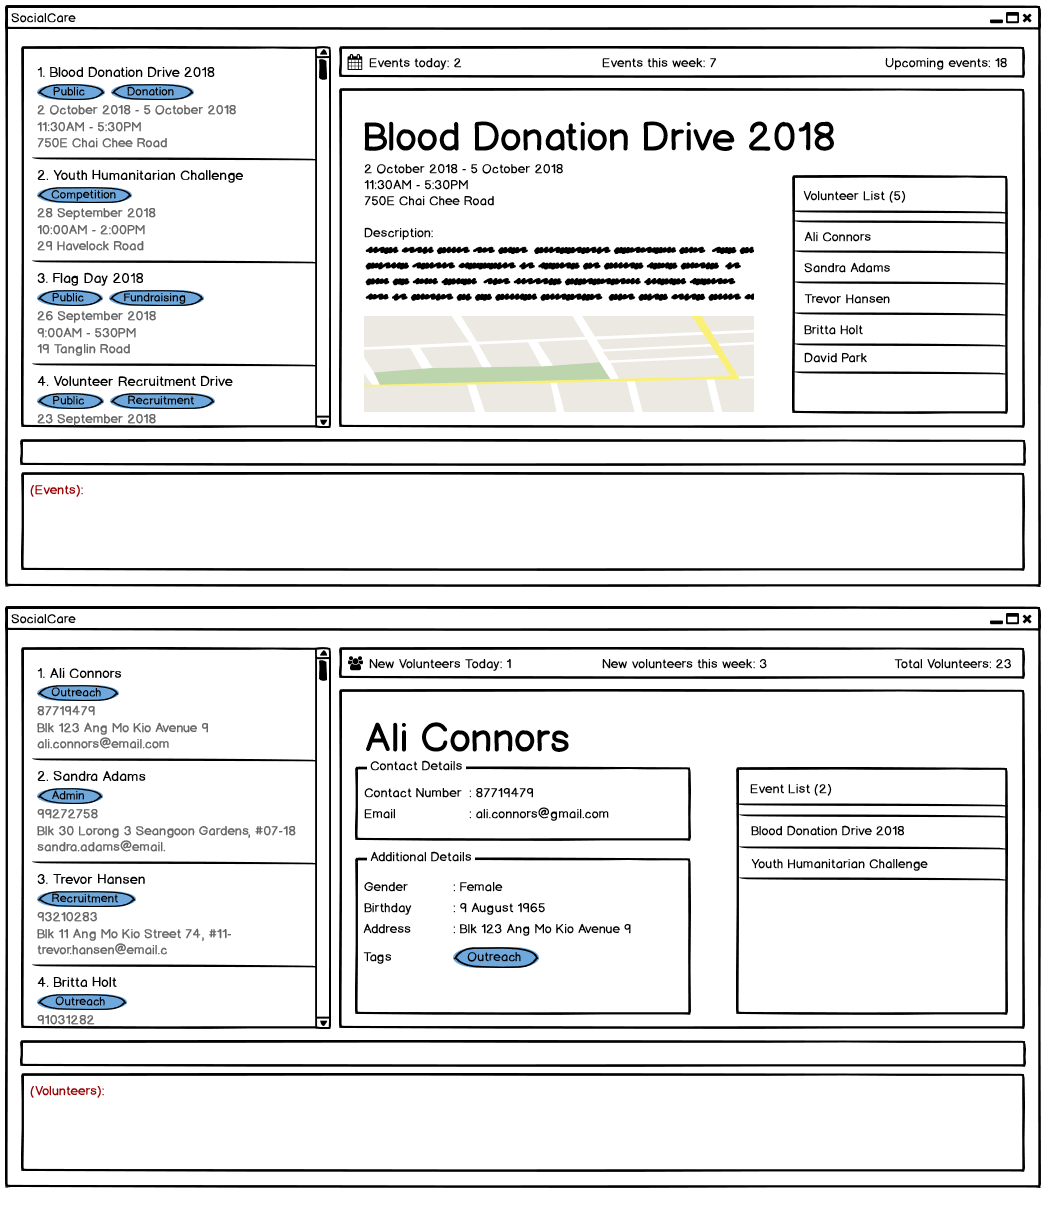 SocialCare
1. Blood Donation Drive 2018
Public Donation
2 October 2018 - 5 October 2018
11:30AM - 5:30PM
750E Chai Chee Road
2. Youth Humanitarian Challenge
Competition
28 September 2018
10:00AM - 2:00PM
29 Havelock Road
3. Flag Day 2018
Public Fundraising
26 September 2018
9:00AM - 530PM
19 Tanglin Road
4. Volunteer Recruitment Drive
Public Recruitment
23 September 2018
Events today: 2 Events this week: 7 Upcoming events: 18
Blood Donation Drive 2018
2 October 2018 - 5 October 2018
11:30AM - 5:30PM
750E Chai Chee Road
Description:
Volunteer List (5)
Ali Connors
Sandra Adams
Trevor Hansen
Britta Holt
David Park
(Events):
SocialCare
1. Ali Connors
Outreach
87719479
Blk 123 Ang Mo Kio Avenue 9
ali.connors@email.com
2. Sandra Adams
Admin
99272758
Blk 30 Lorong 3 Seangoon Gardens, #07-18
sandra.adams@email.
3. Trevor Hansen
Recruitment
93210283
Blk 11 Ang Mo Kio Street 74, #11-
trevor.hansen@email.c
4. Britta Holt
Outreach
91031282
New Volunteers Today: 1 New volunteers this week: 3 Total Volunteers: 23
Ali Connors
Contact Details
Contact Number : 87719479
Email : ali.connors@gmail.com
Additional Details
Gender : Female
Birthday : 9 August 1965
Address : Blk 123 Ang Mo Kio Avenue 9
Tags Outreach
Event List (2)
Blood Donation Drive 2018
Youth Humanitarian Challenge
(Volunteers):